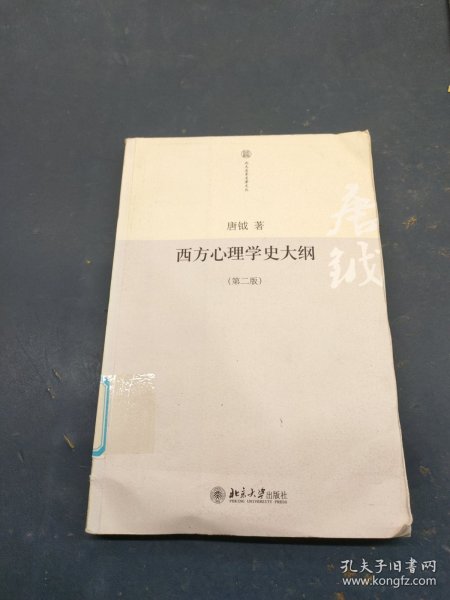 唐钺 著
唐
钺
西方心理学史大纲
(第二版)
北京大学出版社
PEKING UNIVERSITY PRESS
孔夫子旧书网
www.kongfz.com